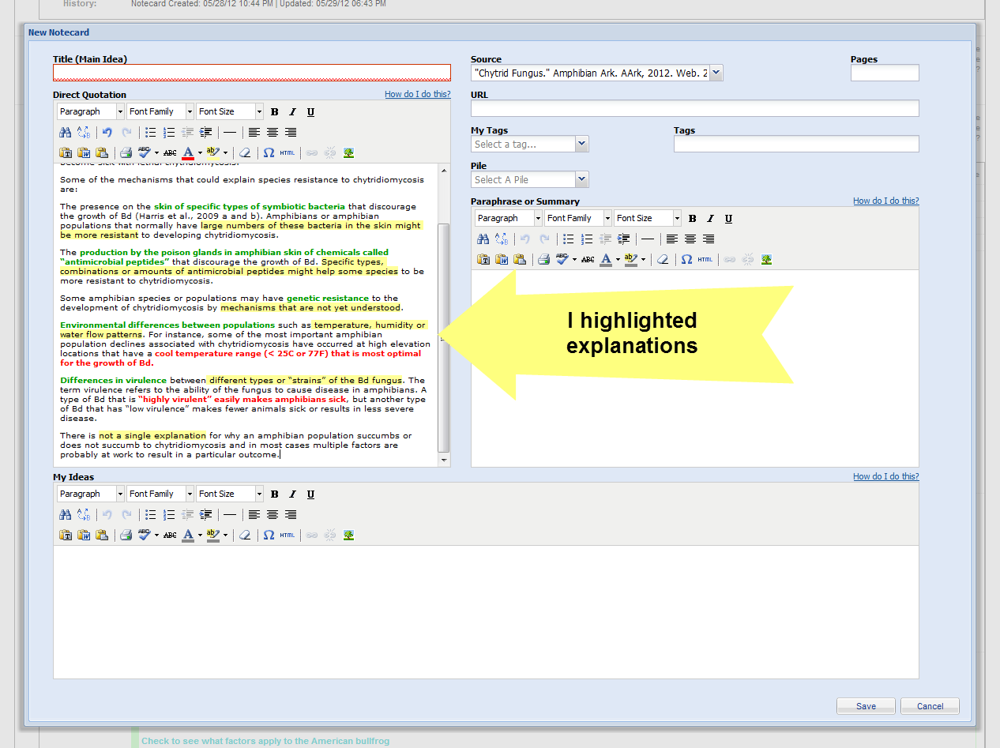 History: Notecard Created: 05/28/12 10:44 PM | Updated: 05/29/12 06:43 PM
New Notecard
Title (Main Idea)
Direct Quotation How do I do this?
Paragraph Font Family Font Size B I U
ABC A ab HTML
become sick with lethal chytridiomycosis.
Some of the mechanisms that could explain species resistance to chytridiomycosis
are:
The presence on the skin of specific types of symbiotic bacteria that discourage
the growth of Bd (Harris et al., 2009 a and b). Amphibians or amphibian
populations that normally have large numbers of these bacteria in the skin might
be more resistant to developing chytridiomycosis.
The production by the poison glands in amphibian skin of chemicals called
“antimicrobial peptides” that discourage the growth of Bd. Specific types,
combinations or amounts of antimicrobial peptides might help some species to be
more resistant to chytridiomycosis.
Some amphibian species or populations may have genetic resistance to the
development of chytridiomycosis by mechanisms that are not yet understood.
Environmental differences between populations such as temperature, humidity or
water flow patterns. For instance, some of the most important amphibian
population declines associated with chytridiomycosis have occurred at high elevation
locations that have a cool temperature range (< 25C or 77F) that is most optimal
for the growth of Bd.
Differences in virulence between different types or “strains” of the Bd fungus. The
term virulence refers to the ability of the fungus to cause disease in amphibians. A
type of Bd that is “highly virulent” easily makes amphibians sick, but another type
of Bd that has “low virulence” makes fewer animals sick or results in less severe
disease.
There is not a single explanation for why an amphibian population succumbs or
does not succumb to chytridiomycosis and in most cases multiple factors are
probably at work to result in a particular outcome.
Source Pages
"Chytrid Fungus." Amphibian Ark. AArk, 2012. Web. 2
URL
My Tags Tags
Select a tag...
Pile
Select A Pile
Paraphrase or Summary How do I do this?
Paragraph Font Family Font Size B I U
ABC ABC A ab HTML
I highlighted
explanations
My Ideas How do I do this?
Paragraph Font Family Font Size B I U
ABC ABC A ab HTML
Save Cancel
Check to see what factors apply to the American bullfrog